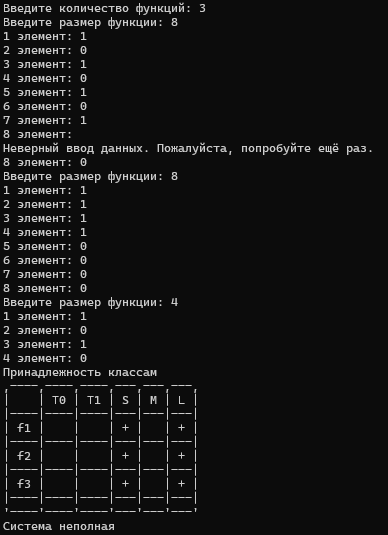 Введите количество функций: 3
Введите размер функции: 8
1 элемент: 1
2 элемент: 0
3 элемент: 1
4 элемент: 0
5 элемент: 1
6 элемент: 0
7 элемент: 1
8 элемент:
Неверный ввод данных. Пожалуйста, попробуйте ещё раз.
8 элемент: 0
Введите размер функции: 8
1 элемент: 1
2 элемент: 1
3 элемент: 1
4 элемент: 1
5 элемент: 0
6 элемент: 0
7 элемент: 0
8 элемент: 0
Введите размер функции: 4
1 элемент: 1
2 элемент: 0
3 элемент: 1
4 элемент: 0
Принадлежность классам
| | T0 | T1 | S | M | L |
| f1 | | | + | | + |
| f2 | | | + | | + |
| f3 | | | + | | + |
Система неполная